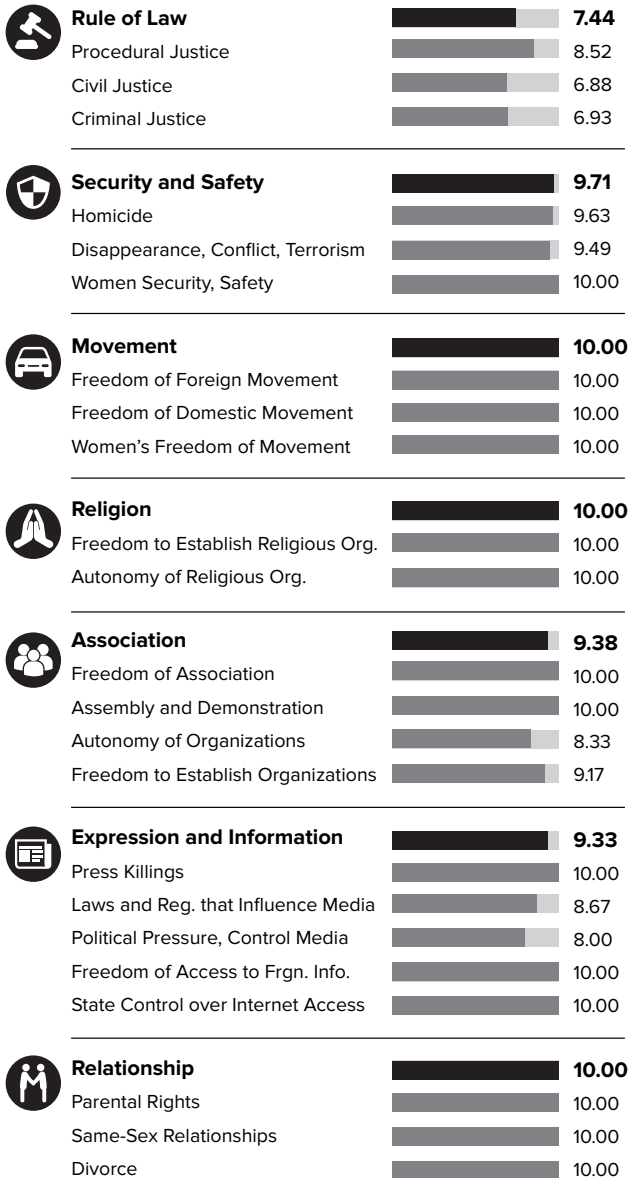 Rule of Law 7.44
Procedural Justice 8.52
Civil Justice 6.88
Criminal Justice 6.93
Security and Safety 9.71
Homicide 9.63
Disappearance, Conflict, Terrorism 9.49
Women Security, Safety 10.00
Movement 10.00
Freedom of Foreign Movement 10.00
Freedom of Domestic Movement 10.00
Women’s Freedom of Movement 10.00
Religion 10.00
Freedom to Establish Religious Org. 10.00
Autonomy of Religious Org. 10.00
Association 9.38
Freedom of Association 10.00
Assembly and Demonstration 10.00
Autonomy of Organizations 8.33
Freedom to Establish Organizations 9.17
Expression and Information 9.33
Press Killings 10.00
Laws and Reg. that Influence Media 8.67
Political Pressure, Control Media 8.00
Freedom of Access to Frgn. Info. 10.00
State Control over Internet Access 10.00
Relationship 10.00
Parental Rights 10.00
Same-Sex Relationships 10.00
Divorce 10.00